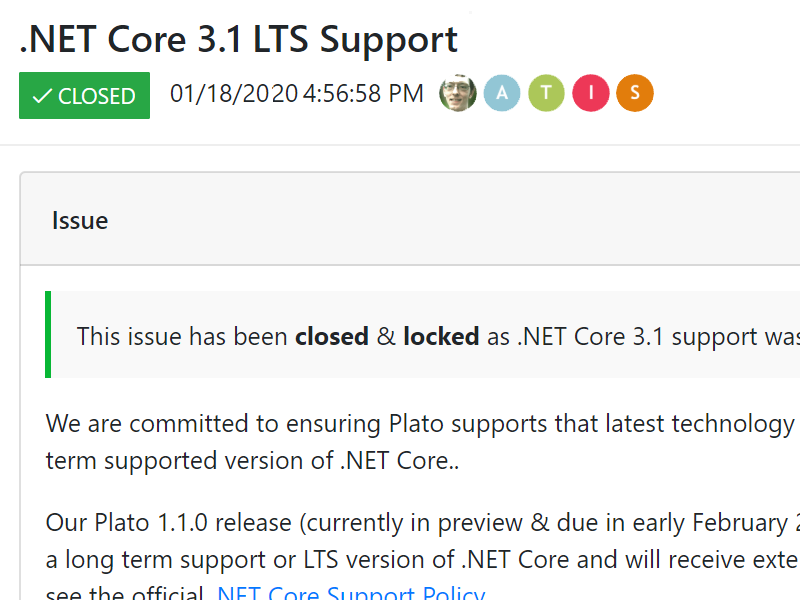 .NET Core 3.1 LTS Support
CLOSED 01/18/2020 4:56:58 PM A T I S
Issue
This issue has been closed & locked as .NET Core 3.1 support was
We are committed to ensuring Plato supports that latest technology
term supported version of .NET Core..
Our Plato 1.1.0 release (currently in preview & due in early February
a long term support or LTS version of .NET Core and will receive
see the official .NET Core Support Policy